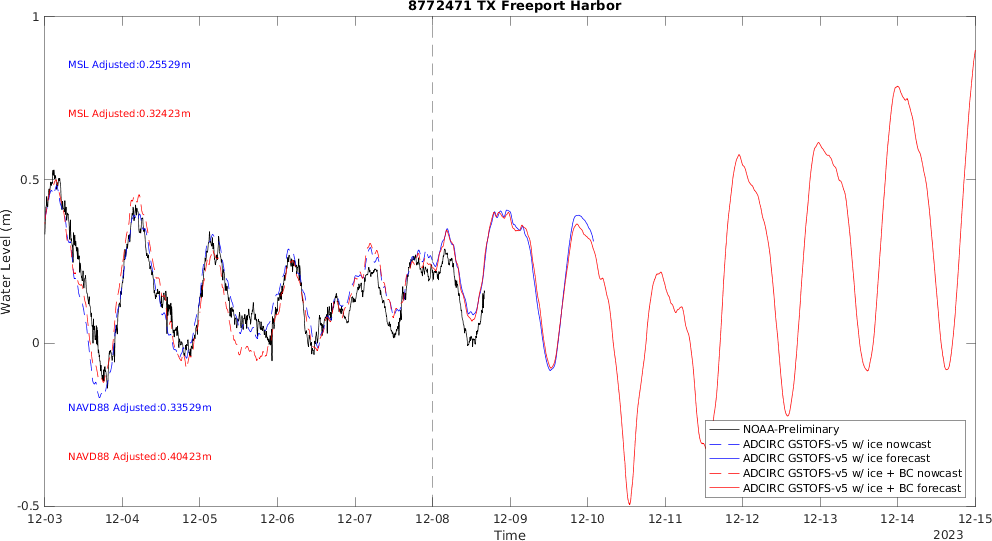 8772471 TX Freeport Harbor
1
0.5
0
-0.5
Water Level (m)
MSL Adjusted:0.25529m
MSL Adjusted:0.32423m
NAVD88 Adjusted:0.33529m
NAVD88 Adjusted:0.40423m
NOAA-Preliminary
ADCIRC GSTOFS-v5 w/ ice nowcast
ADCIRC GSTOFS-v5 w/ ice forecast
ADCIRC GSTOFS-v5 w/ ice + BC nowcast
ADCIRC GSTOFS-v5 w/ ice + BC forecast
12-03 12-04 12-05 12-06 12-07 12-08 12-09 12-10 12-11 12-12 12-13 12-14 12-15
Time
2023